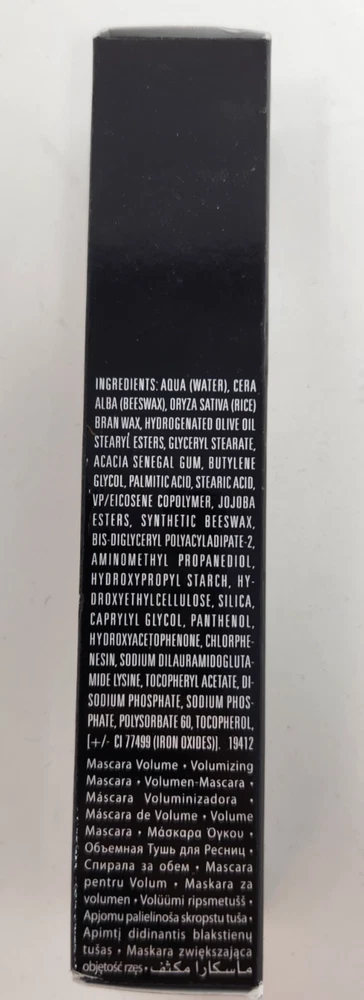 INGREDIENTS: AQUA (WATER), CERA
ALBA (BEESWAX), ORYZA SATIVA (RICE)
BRAN WAX, HYDROGENATED OLIVE OIL
STEARYL ESTERS, GLYCERYL STEARATE,
ACACIA SENEGAL GUM, BUTYLENE
GLYCOL, PALMITIC ACID, STEARIC ACID,
VP/EICOSENE COPOLYMER, JOJOBA
ESTERS, SYNTHETIC BEESWAX,
BIS-DIGLYCERYL POLYACYLADIPATE-2,
AMINOMETHYL PROPANEDIOL,
HYDROXYPROPYL STARCH, HY-
DROXYETHYLCELLULOSE, SILICA,
CAPRYLYL GLYCOL, PANTHENOL,
HYDROXYACETOPHENONE, CHLORPHE-
NESIN, SODIUM DILAURAMIDOGLUTA-
MIDE LYSINE, TOCOPHERYL ACETATE, DI-
SODIUM PHOSPHATE, SODIUM PHOS-
PHATE, POLYSORBATE 60, TOCOPHEROL,
[+/- CI 77499 (IRON OXIDES)]. 19412
Mascara Volume • Volumizing
Mascara • Volumen-Mascara •
Máscara Voluminizadora •
Máscara de Volume • Volume
Mascara • Μάσκαρα Όγκου •
Объемная Тушь для Ресниц •
Спирала за обем • Mascara
pentru Volum • Maskara za
volumen • Volüümi ripsmetušš •
Apjomu palielinoša skropstu tuša •
Apimtį didinantis blakstienų
tušas • Maskara zwiększająca
objętość rzęs • ماسكارا مكثف